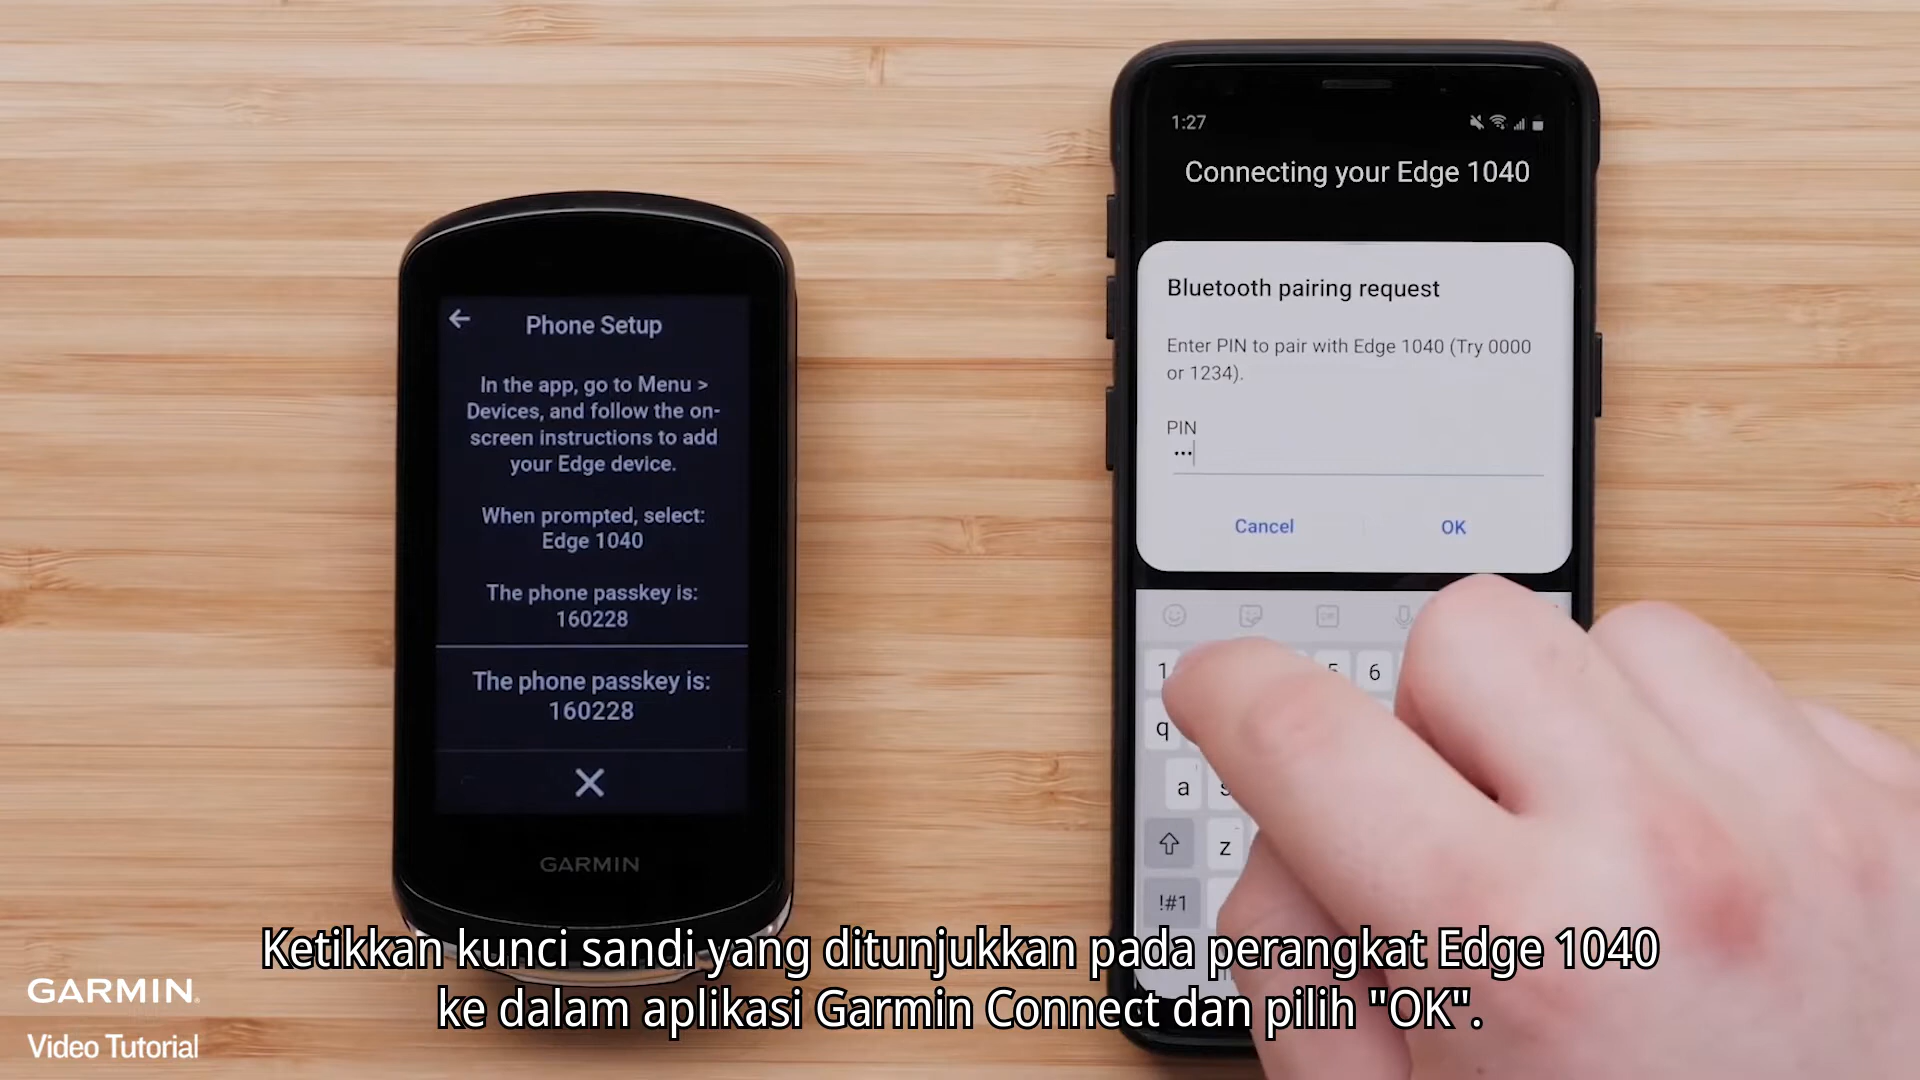 Phone Setup
In the app, go to Menu >
Devices, and follow the on-
screen instructions to add
your Edge device.
When prompted, select:
Edge 1040
The phone passkey is:
160228
The phone passkey is:
160228
GARMIN
1:27
Connecting your Edge 1040
Bluetooth pairing request
Enter PIN to pair with Edge 1040 (Try 0000
or 1234).
PIN
•••
Cancel
OK
1 5 6
q
a s
z
!#1
Ketikkan kunci sandi yang ditunjukkan pada perangkat Edge 1040
ke dalam aplikasi Garmin Connect dan pilih "OK".
GARMIN.
Video Tutorial